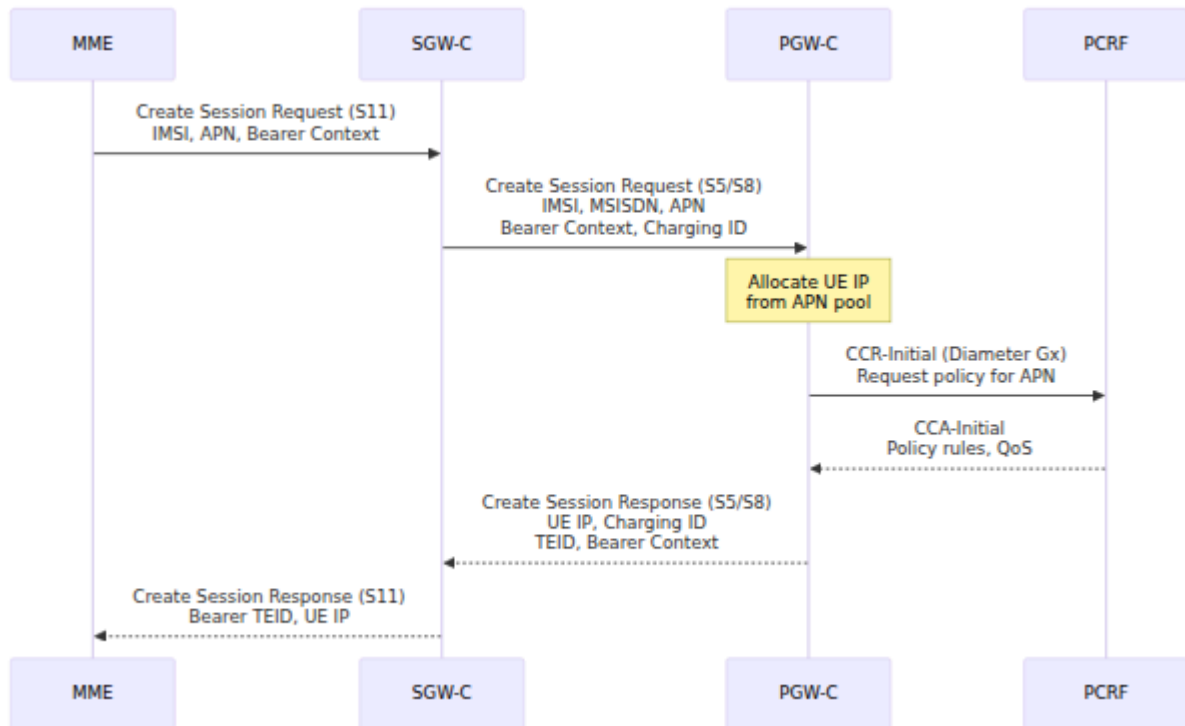 MME
SGW-C
PGW-C
PCRF
Create Session Request (S11)
IMSI, APN, Bearer Context
Create Session Request (S5/S8)
IMSI, MSISDN, APN
Bearer Context, Charging ID
Allocate UE IP
from APN pool
CCR-Initial (Diameter Gx)
Request policy for APN
CCA-Initial
Policy rules, QoS
Create Session Response (S5/S8)
UE IP, Charging ID
TEID, Bearer Context
Create Session Response (S11)
Bearer TEID, UE IP
MME
SGW-C
PGW-C
PCRF